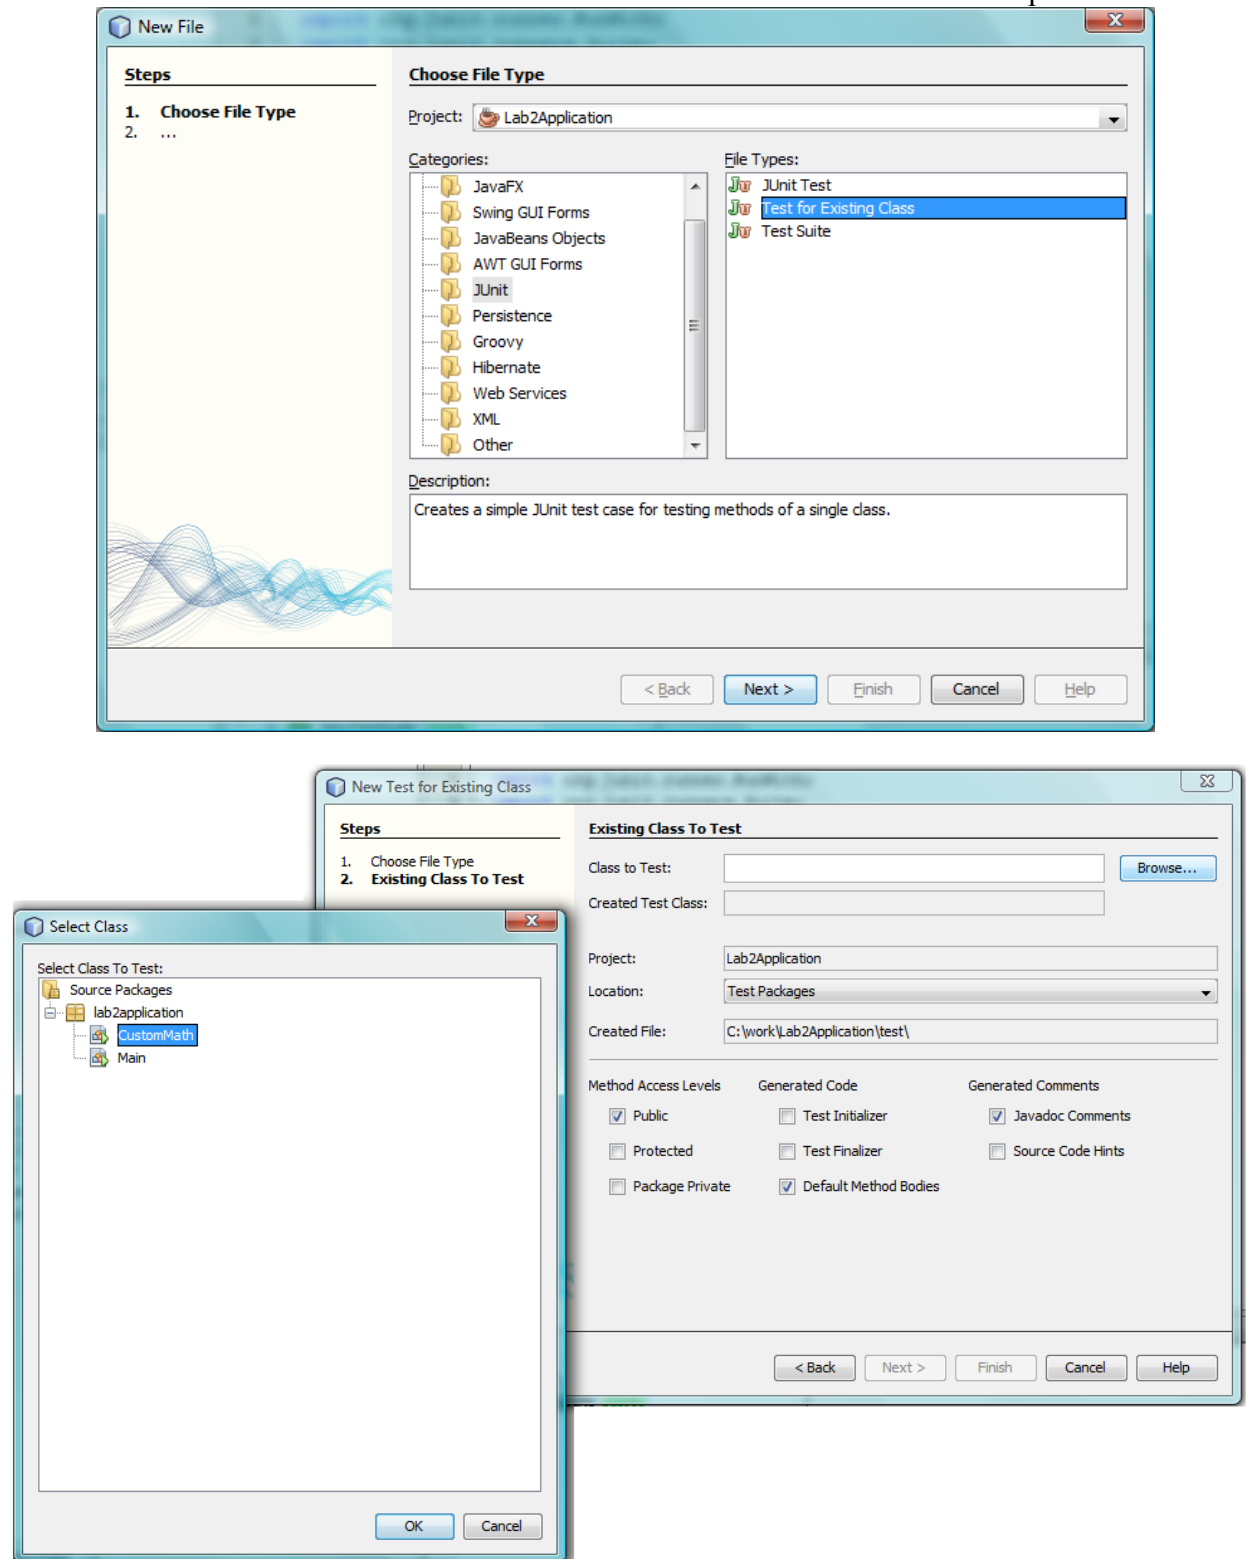 New File
Steps
1. Choose File Type
2. ...
Choose File Type
Project: Lab2Application
Categories:
JavaFX
Swing GUI Forms
JavaBeans Objects
AWT GUI Forms
JUnit
Persistence
Groovy
Hibernate
Web Services
XML
Other
File Types:
JUnit Test
Test for Existing Class
Test Suite
Description:
Creates a simple JUnit test case for testing methods of a single class.
< Back Next > Finish Cancel Help
New Test for Existing Class
Steps
1. Choose File Type
2. Existing Class To Test
Existing Class To Test
Class to Test: Browse...
Created Test Class:
Project: Lab2Application
Location: Test Packages
Created File: C:\work\Lab2Application\test\
Method Access Levels Generated Code Generated Comments
Public Test Initializer Javadoc Comments
Protected Test Finalizer Source Code Hints
Package Private Default Method Bodies
< Back Next > Finish Cancel Help
Select Class
Select Class To Test:
Source Packages
lab2application
CustomMath
Main
OK Cancel